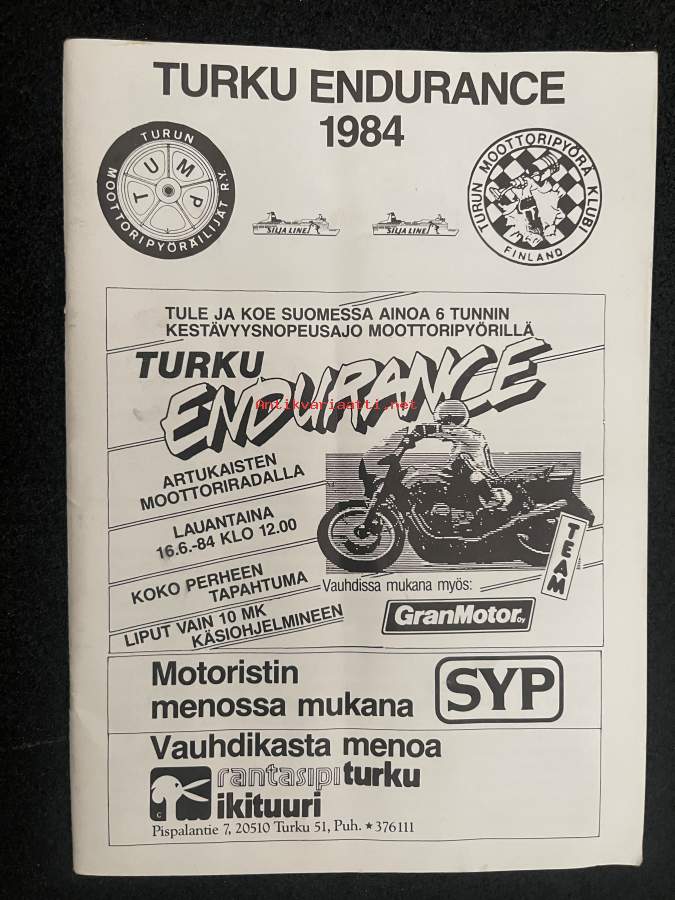 TURKU ENDURANCE
1984
TURUN MOOTTORIPYÖRÄILIJÄT R.Y.
TUMP
SILJA LINE
SILJA LINE
TURUN MOOTTORIPYÖRÄ KLUBI
FINLAND
TULE JA KOE SUOMESSA AINOA 6 TUNNIN
KESTÄVYYSNOPEUSAJO MOOTTORIPYÖRILLÄ
TURKU
ENDURANCE
Antikvariaatti.net
ARTUKAISTEN
MOOTTORIRADALLA
LAUANTAINA
16.6.-84 KLO 12.00
KOKO PERHEEN
TAPAHTUMA
LIPUT VAIN 10 MK
KÄSIOHJELMINEEN
TEAM
Vauhdissa mukana myös:
GranMotor Oy
Motoristin
menossa mukana
SYP
Vauhdikasta menoa
rantasipi turku
ikituuri
Pispalantie 7, 20510 Turku 51, Puh. ★ 376111